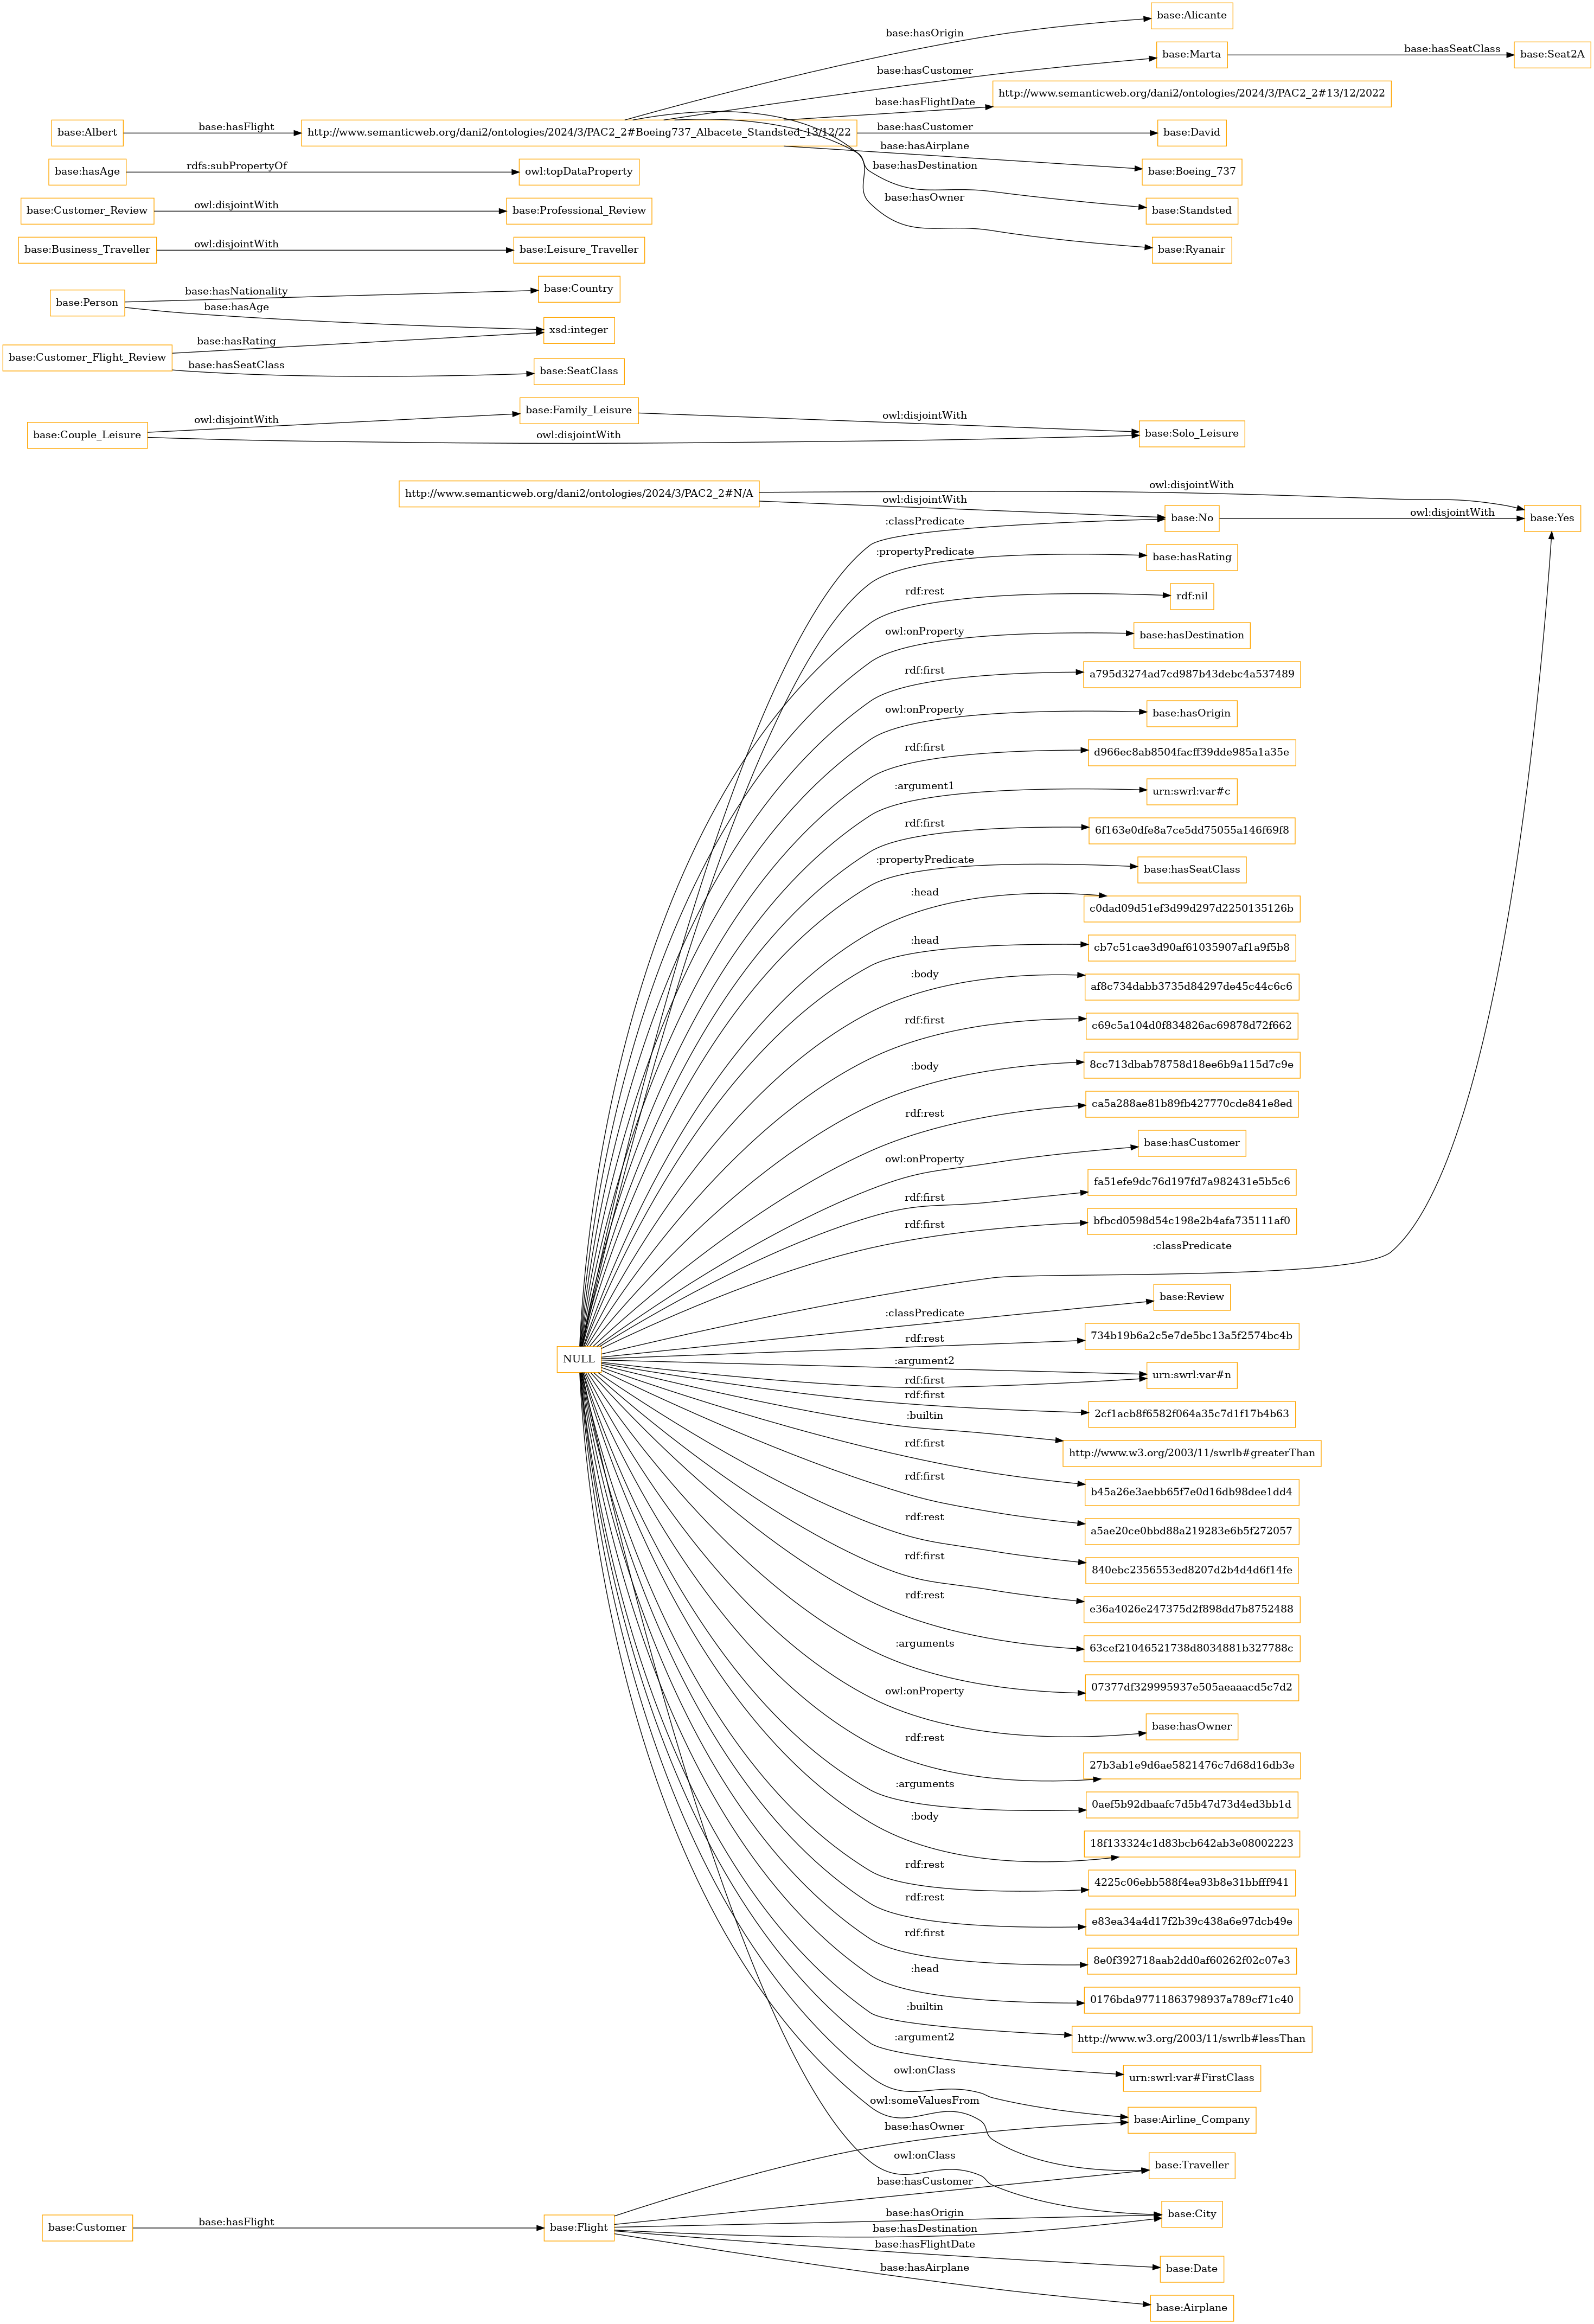 base:Alicante
base:hasOrigin
base:Marta
base:hasSeatClass
base:Seat2A
base:hasCustomer
http://www.semanticweb.org/dani2/ontologies/2024/3/PAC2_2#13/12/2022
base:hasFlightDate
base:Albert
base:hasFlight
http://www.semanticweb.org/dani2/ontologies/2024/3/PAC2_2#Boeing737_Albacete_Standsted_13/12/22
base:hasCustomer
base:David
base:hasAirplane
base:hasAge
rdfs:subPropertyOf
owl:topDataProperty
base:hasDestination
base:Boeing_737
base:Customer_Review
owl:disjointWith
base:Professional_Review
base:hasOwner
base:Standsted
base:Business_Traveller
owl:disjointWith
base:Leisure_Traveller
base:Ryanair
base:Person
base:hasNationality
base:Country
base:hasAge
xsd:integer
base:Customer_Flight_Review
base:hasRating
base:hasSeatClass
base:SeatClass
base:Couple_Leisure
owl:disjointWith
base:Family_Leisure
owl:disjointWith
owl:disjointWith
base:Solo_Leisure
http://www.semanticweb.org/dani2/ontologies/2024/3/PAC2_2#N/A
owl:disjointWith
owl:disjointWith
base:No
owl:disjointWith
base:Yes
:classPredicate
:propertyPredicate
base:hasRating
rdf:rest
rdf:nil
owl:onProperty
base:hasDestination
rdf:first
a795d3274ad7cd987b43debc4a537489
owl:onProperty
base:hasOrigin
rdf:first
d966ec8ab8504facff39dde985a1a35e
:argument1
urn:swrl:var#c
rdf:first
6f163e0dfe8a7ce5dd75055a146f69f8
:propertyPredicate
base:hasSeatClass
:head
c0dad09d51ef3d99d297d2250135126b
:head
cb7c51cae3d90af61035907af1a9f5b8
:body
af8c734dabb3735d84297de45c44c6c6
rdf:first
c69c5a104d0f834826ac69878d72f662
:body
8cc713dbab78758d18ee6b9a115d7c9e
rdf:rest
ca5a288ae81b89fb427770cde841e8ed
owl:onProperty
base:hasCustomer
rdf:first
fa51efe9dc76d197fd7a982431e5b5c6
rdf:first
bfbcd0598d54c198e2b4afa735111af0
:classPredicate
:classPredicate
base:Review
NULL
rdf:rest
734b19b6a2c5e7de5bc13a5f2574bc4b
:argument2
rdf:first
urn:swrl:var#n
rdf:first
2cf1acb8f6582f064a35c7d1f17b4b63
:builtin
http://www.w3.org/2003/11/swrlb#greaterThan
rdf:first
b45a26e3aebb65f7e0d16db98dee1dd4
rdf:first
a5ae20ce0bbd88a219283e6b5f272057
rdf:rest
840ebc2356553ed8207d2b4d4d6f14fe
rdf:first
e36a4026e247375d2f898dd7b8752488
rdf:rest
63cef21046521738d8034881b327788c
:arguments
07377df329995937e505aeaaacd5c7d2
owl:onProperty
base:hasOwner
rdf:rest
27b3ab1e9d6ae5821476c7d68d16db3e
:arguments
0aef5b92dbaafc7d5b47d73d4ed3bb1d
:body
18f133324c1d83bcb642ab3e08002223
rdf:rest
4225c06ebb588f4ea93b8e31bbfff941
rdf:rest
e83ea34a4d17f2b39c438a6e97dcb49e
rdf:first
8e0f392718aab2dd0af60262f02c07e3
:head
0176bda97711863798937a789cf71c40
:builtin
http://www.w3.org/2003/11/swrlb#lessThan
:argument2
urn:swrl:var#FirstClass
owl:onClass
base:Airline_Company
owl:someValuesFrom
base:hasOwner
owl:onClass
base:Traveller
base:hasCustomer
base:Customer
base:hasFlight
base:Flight
base:hasOrigin
base:City
base:hasDestination
base:hasFlightDate
base:Date
base:hasAirplane
base:Airplane